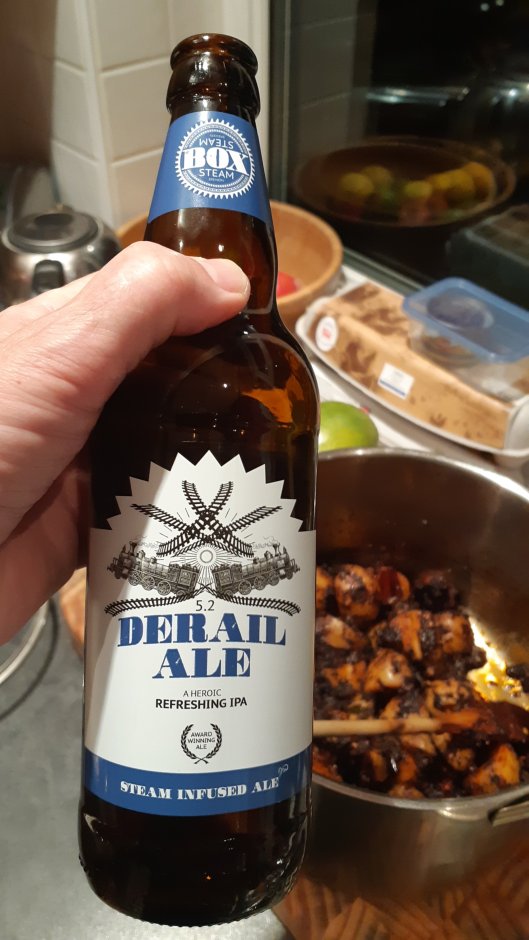 STEAM
BOX
STEAM
5.2
DERAIL
ALE
A HEROIC
REFRESHING IPA
AWARD
WINNING
ALE
STEAM INFUSED ALE